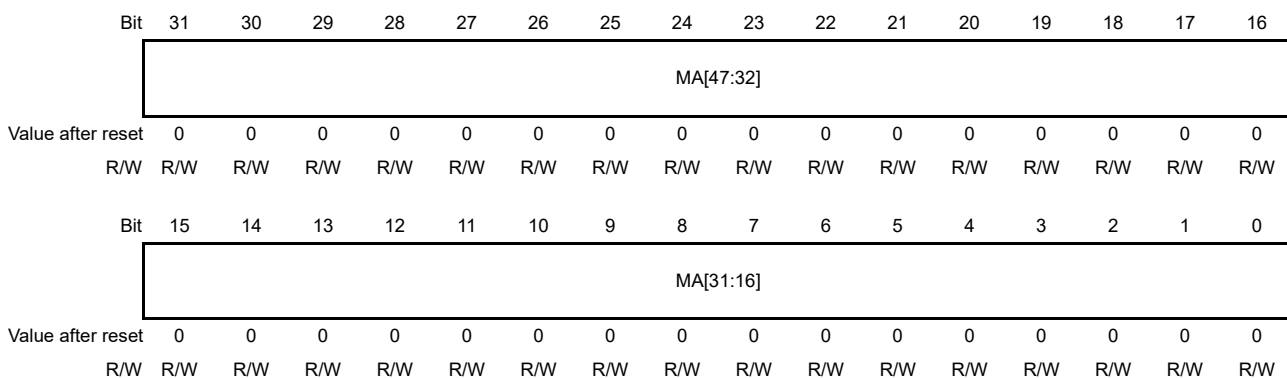 Bit 31 30 29 28 27 26 25 24 23 22 21 20 19 18 17 16
MA[47:32]
Value after reset 0 0 0 0 0 0 0 0 0 0 0 0 0 0 0 0
R/W R/W R/W R/W R/W R/W R/W R/W R/W R/W R/W R/W R/W R/W R/W R/W R/W
Bit 15 14 13 12 11 10 9 8 7 6 5 4 3 2 1 0
MA[31:16]
Value after reset 0 0 0 0 0 0 0 0 0 0 0 0 0 0 0 0
R/W R/W R/W R/W R/W R/W R/W R/W R/W R/W R/W R/W R/W R/W R/W R/W R/W